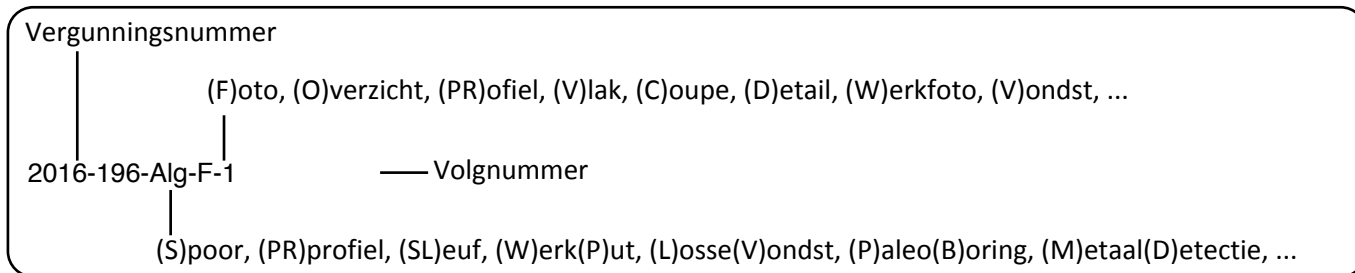 Vergunningsnummer
(F)oto, (O)verzicht, (PR)ofiel, (V)lak, (C)oupe, (D)etail, (W)erkfoto, (V)ondst, ...
2016-196-Alg-F-1 Volgnummer
(S)poor, (PR)profiel, (SL)euf, (W)erk(P)ut, (L)osse(V)ondst, (P)aleo(B)oring, (M)etaal(D)etectie, ...